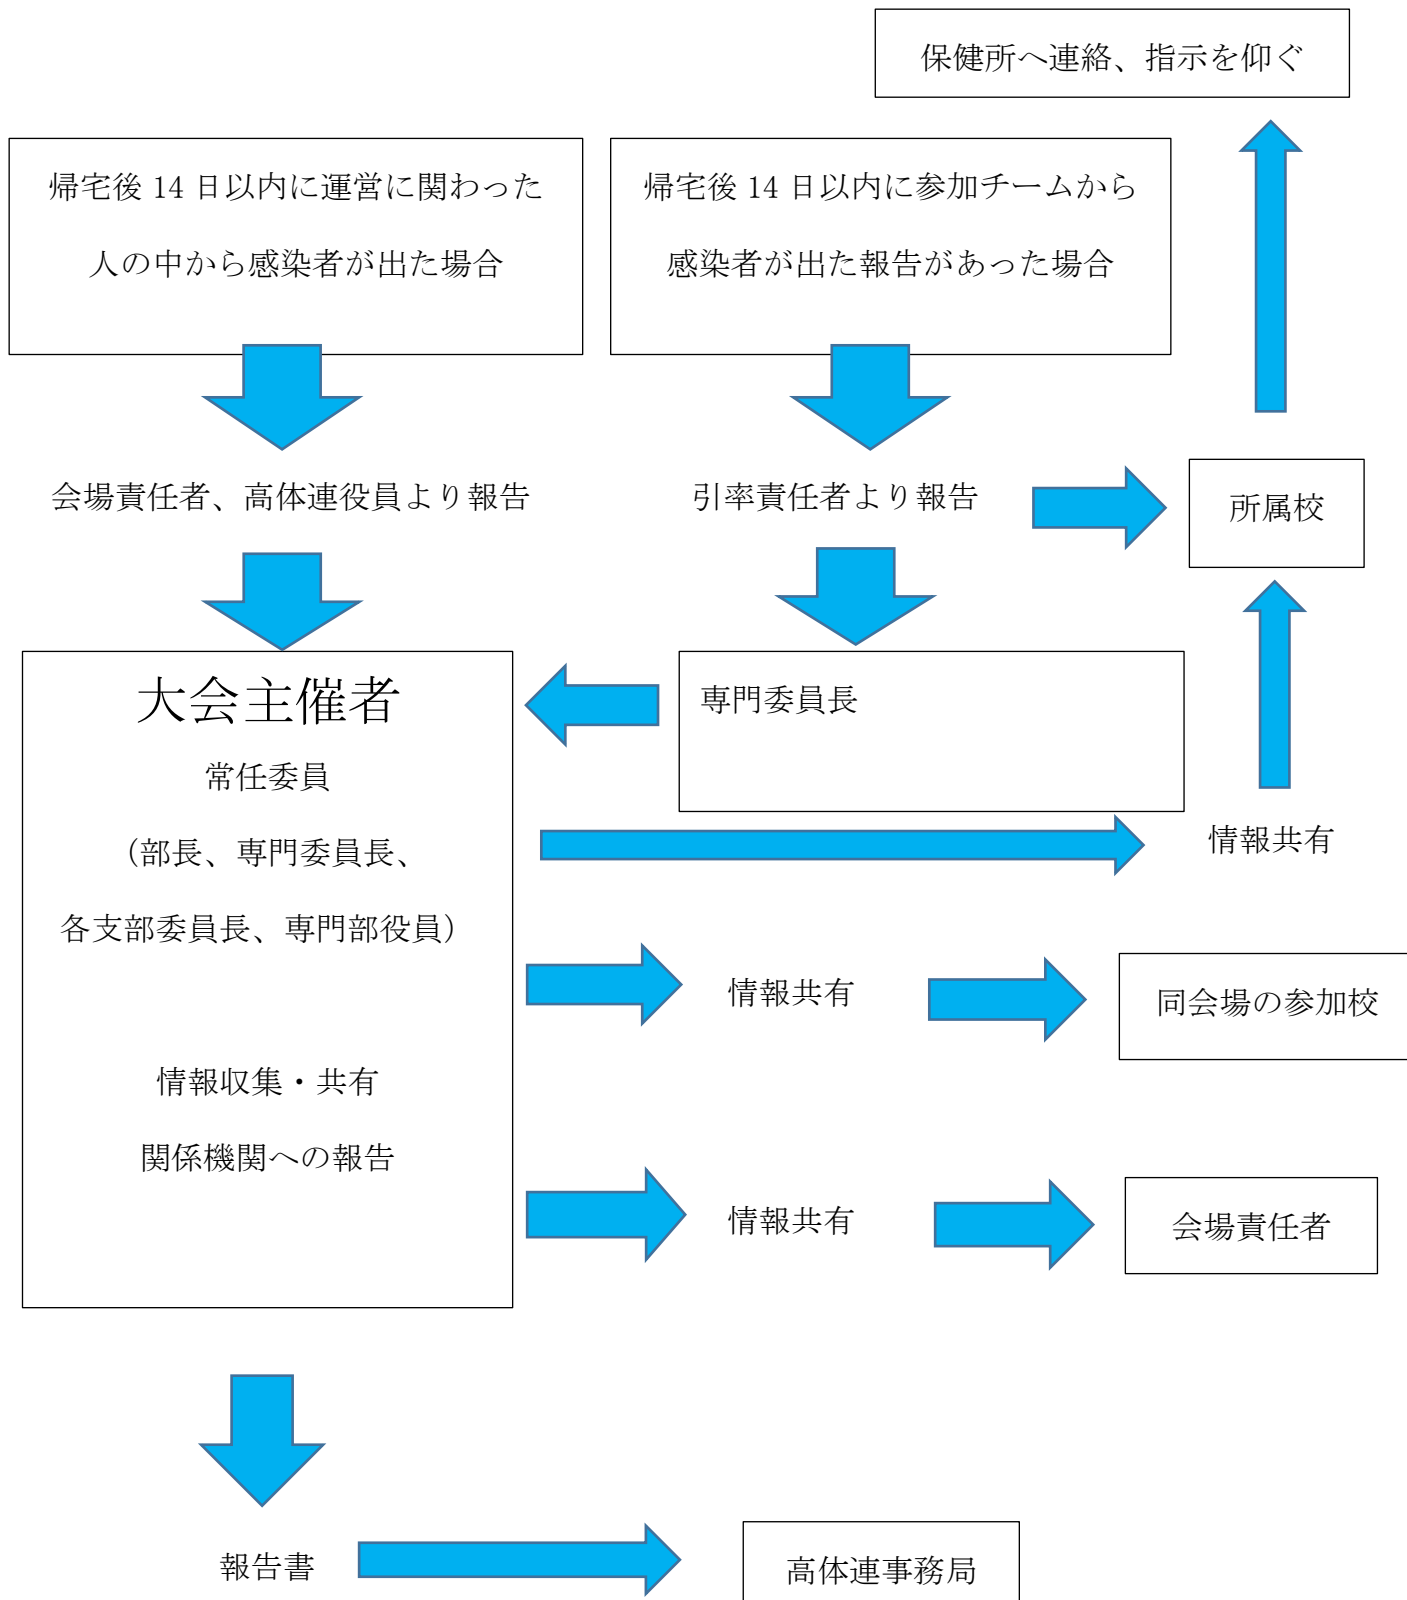 保健所へ連絡、指示を仰ぐ
帰宅後 14 日以内に運営に関わった
人の中から感染者が出た場合
帰宅後 14 日以内に参加チームから
感染者が出た報告があった場合
会場責任者、高体連役員より報告
引率責任者より報告
所属校
大会主催者
常任委員
（部長、専門委員長、
各支部委員長、専門部役員）
情報収集・共有
関係機関への報告
専門委員長
情報共有
情報共有
同会場の参加校
情報共有
会場責任者
報告書
高体連事務局